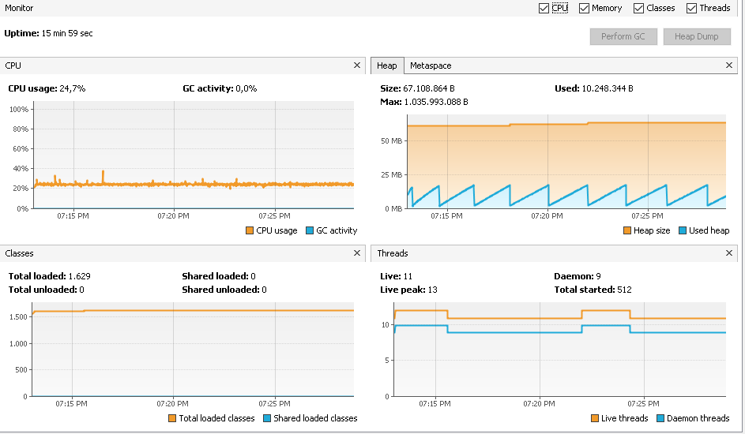 Monitor
CPU Memory Classes Threads
Uptime: 15 min 59 sec
Perform GC Heap Dump
CPU
CPU usage: 24,7% GC activity: 0,0%
100%
80%
60%
40%
20%
0%
07:15 PM 07:20 PM 07:25 PM
CPU usage GC activity
Heap Metaspace
Size: 67.108.864 B Used: 10.248.344 B
Max: 1.035.993.088 B
50 MB
25 MB
0 MB
07:15 PM 07:20 PM 07:25 PM
Heap size Used heap
Classes
Total loaded: 1.629 Shared loaded: 0
Total unloaded: 0 Shared unloaded: 0
1.500
1.000
500
0
07:15 PM 07:20 PM 07:25 PM
Total loaded classes Shared loaded classes
Threads
Live: 11 Daemon: 9
Live peak: 13 Total started: 512
10
5
0
07:15 PM 07:20 PM 07:25 PM
Live threads Daemon threads